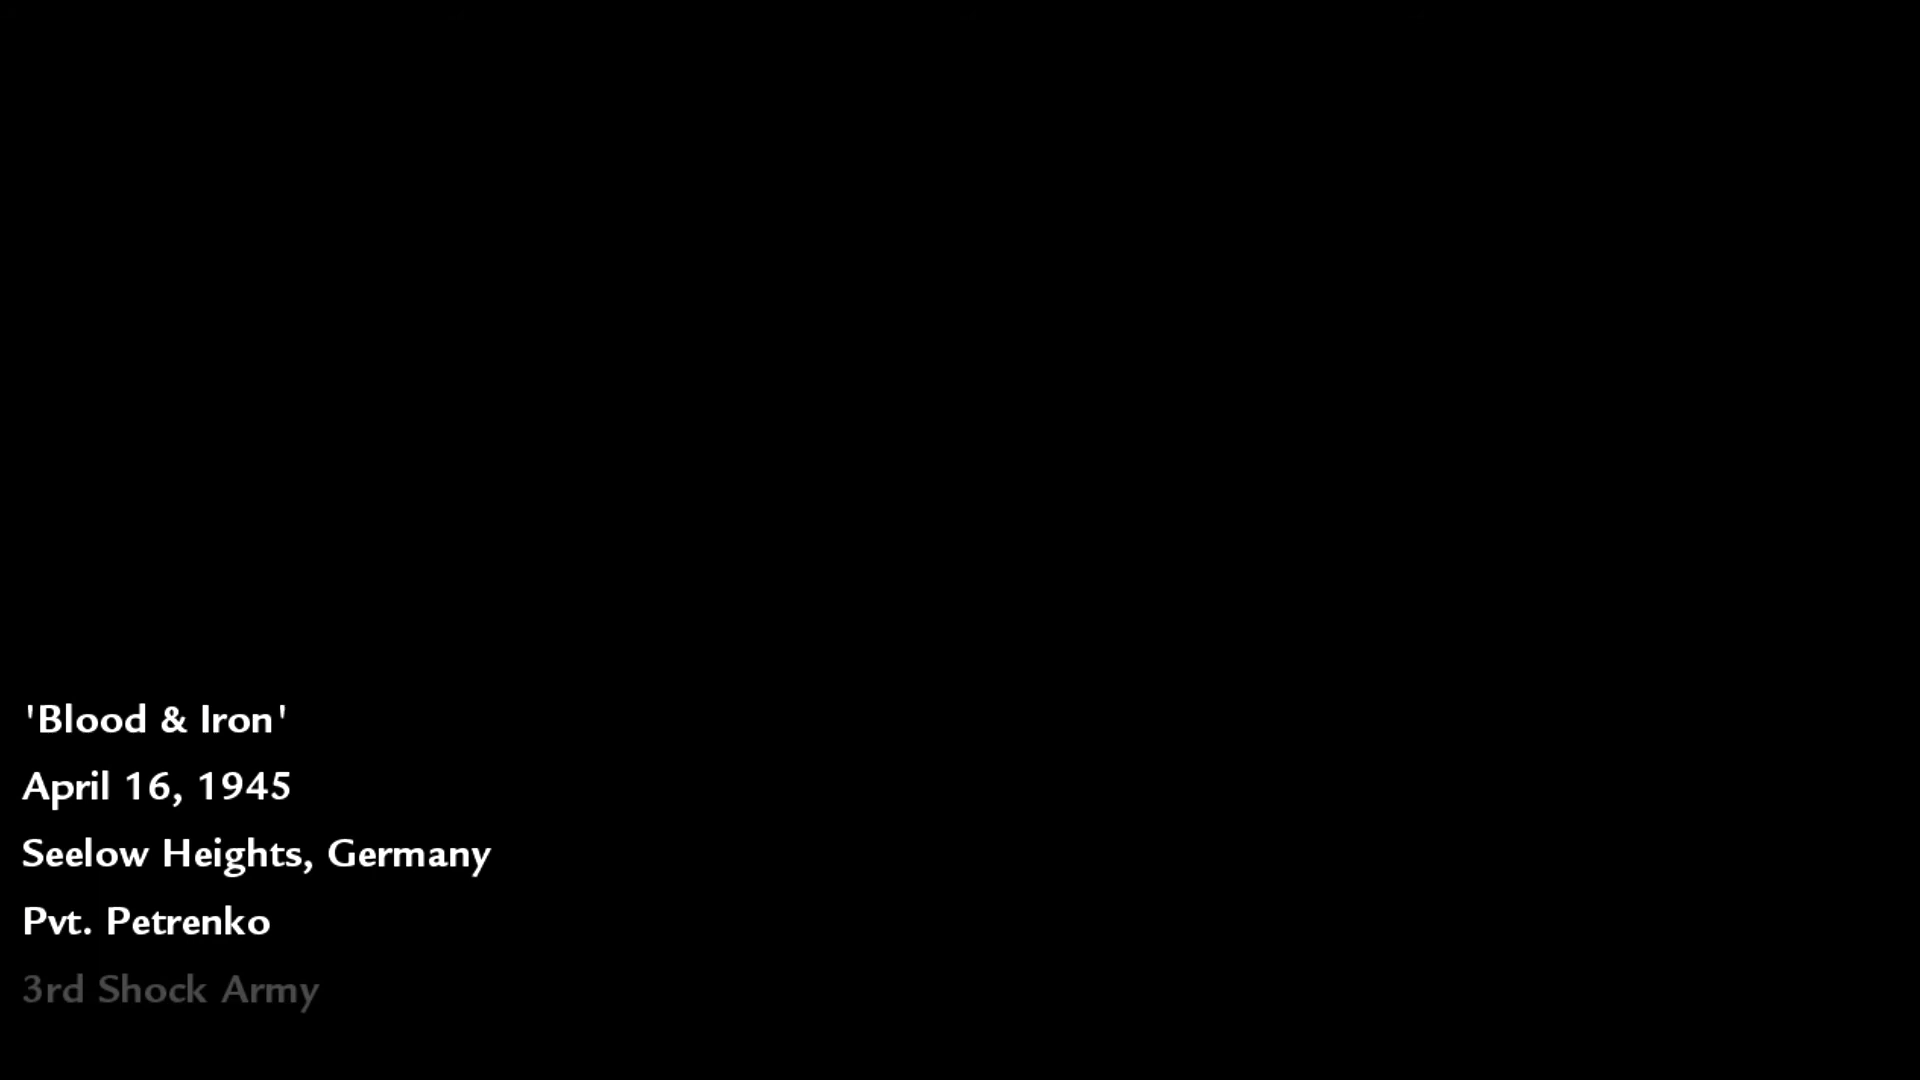 'Blood & Iron'
April 16, 1945
Seelow Heights, Germany
Pvt. Petrenko
3rd Shock Army